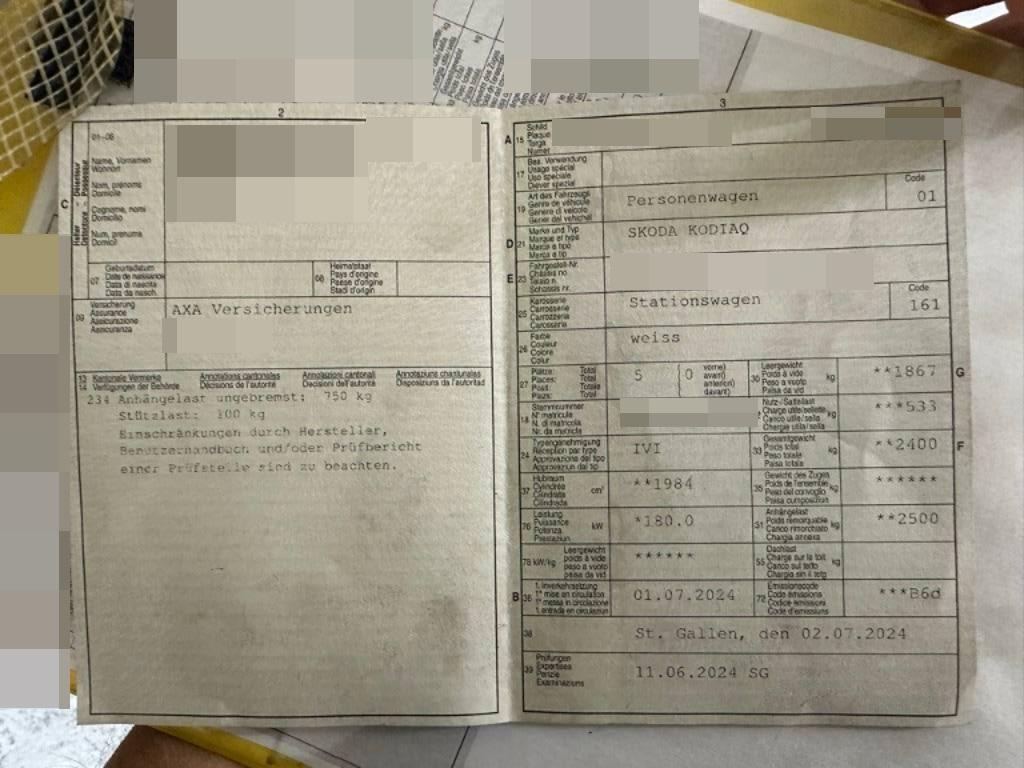 2
01-06
Halter - Détenteur
Detentore - Possessur
C
Name, Vornamen
Wohnort
Nom, prénoms
Domicile
Cognome, nomi
Domicilio
Num, prenums
Domicil
07
Geburtsdatum
Date de naissance
Data di nascita
Data da nasch.
08
Heimatstaat
Pays d'origine
Paese d'origine
Stadi d'origin
09
Versicherung
Assurance
Assicurazione
Assicuranza
AXA Versicherungen
13
14
Kantonale Vermerke
Verfügungen der Behörde
Annotations cantonales
Décisions de l'autorité
Annotazioni cantonali
Decisioni dell'autorità
Annotaziuns chantunalas
Disposiziuns da l'autoritad
234 Anhängelast ungebremst: 750 kg
Stützlast: 100 kg
Einschränkungen durch Hersteller,
Benutzerhandbuch und/oder Prüfbericht
einer Prüfstelle sind zu beachten.
3
A 15
Schild
Plaque
Targa
Numer
17
Bes. Verwendung
Usage spécial
Uso speciale
Diever spezial
19
Art des Fahrzeugs
Genre de véhicule
Genere di veicolo
Gener del vehichel
Personenwagen
Code
01
D 21
Marke und Typ
Marque et type
Marca e tipo
Marca e tip
SKODA KODIAQ
E 23
Fahrgestell-Nr.
Châssis no
Telaio n.
Schassis nr.
25
Karosserie
Carrosserie
Carrozzeria
Carossaria
Stationswagen
Code
161
26
Farbe
Couleur
Colore
Colur
weiss
27
Plätze: Total
Places: Total
Posti: Totale
Plazs: Total
5
(0
vorne)
avant)
anteriori)
davant)
30
Leergewicht
Poids à vide
Peso a vuoto
Paisa da vid
kg
**1867
G
18
Stammnummer
N° matricule
N. di matricola
Nr. da matricla
Nutz-/Sattellast
Charge utile/sellette
Carico utile/sella
Chargia utila/sella
kg
***533
24
Typengenehmigung
Réception par type
Approvazione del tipo
Approvaziun dal tip
IVI
33
Gesamtgewicht
Poids total
Peso totale
Paisa totala
kg
**2400
F
37
Hubraum
Cylindrée
Cilindrata
Cilindrada
cm³
**1984
35
Gewicht des Zuges
Poids de l'ensemble
Peso del convoglio
Paisa cumposiziun
kg
******
76
Leistung
Puissance
Potenza
Prestaziun
kW
*180.0
31
Anhängelast
Poids remorquable
Carico rimorchiato
Chargia annexa
kg
**2500
78 kW/kg
Leergewicht
poids à vide
peso a vuoto
paisa da vid
******
55
Dachlast
Charge sur le toit
Carico sul tetto
Chargia sin il tetg
kg
B 36
1. Inverkehrsetzung
1re mise en circulation
1a messa in circolazione
1. entrada en circulaziun
01.07.2024
72
Emissionscode
Code émissions
Codice emissioni
Code d'emissiuns
***B6d
38
St. Gallen, den 02.07.2024
39
Prüfungen
Expertises
Perizie
Examinaziuns
11.06.2024 SG